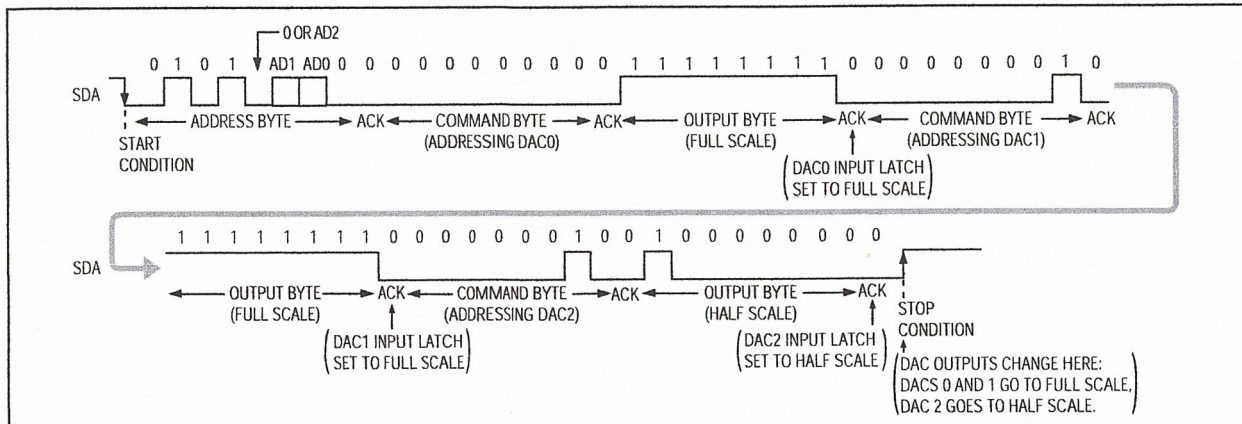 0 OR AD2
0 1 0 1 AD1 AD0 0 0 0 0 0 0 0 0 0 0 0 1 1 1 1 1 1 1 1 0 0 0 0 0 0 0 0 1 0
SDA
ADDRESS BYTE ACK COMMAND BYTE ACK OUTPUT BYTE ACK COMMAND BYTE ACK
START CONDITION
(ADDRESSING DAC0)
(FULL SCALE)
(ADDRESSING DAC1)
(DAC0 INPUT LATCH
SET TO FULL SCALE)
1 1 1 1 1 1 1 1 0 0 0 0 0 0 0 1 0 0 1 0 0 0 0 0 0 0 0
SDA
OUTPUT BYTE ACK COMMAND BYTE ACK OUTPUT BYTE ACK
(FULL SCALE)
(ADDRESSING DAC2)
(HALF SCALE)
STOP
CONDITION
(DAC1 INPUT LATCH
SET TO FULL SCALE)
(DAC2 INPUT LATCH
SET TO HALF SCALE)
(DAC OUTPUTS CHANGE HERE:
DACS 0 AND 1 GO TO FULL SCALE,
DAC 2 GOES TO HALF SCALE.)